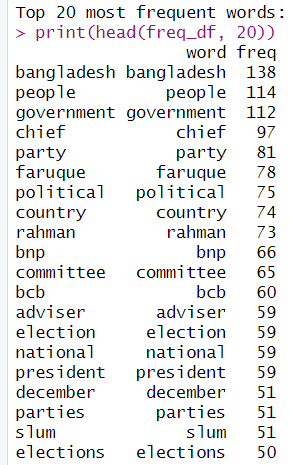 Top 20 most frequent words:
> print(head(freq_df, 20))
word freq
bangladesh bangladesh 138
people people 114
government government 112
chief chief 97
party party 81
faruque faruque 78
political political 75
country country 74
rahman rahman 73
bnp bnp 66
committee committee 65
bcb bcb 60
adviser adviser 59
election election 59
national national 59
president president 59
december december 51
parties parties 51
slum slum 51
elections elections 50